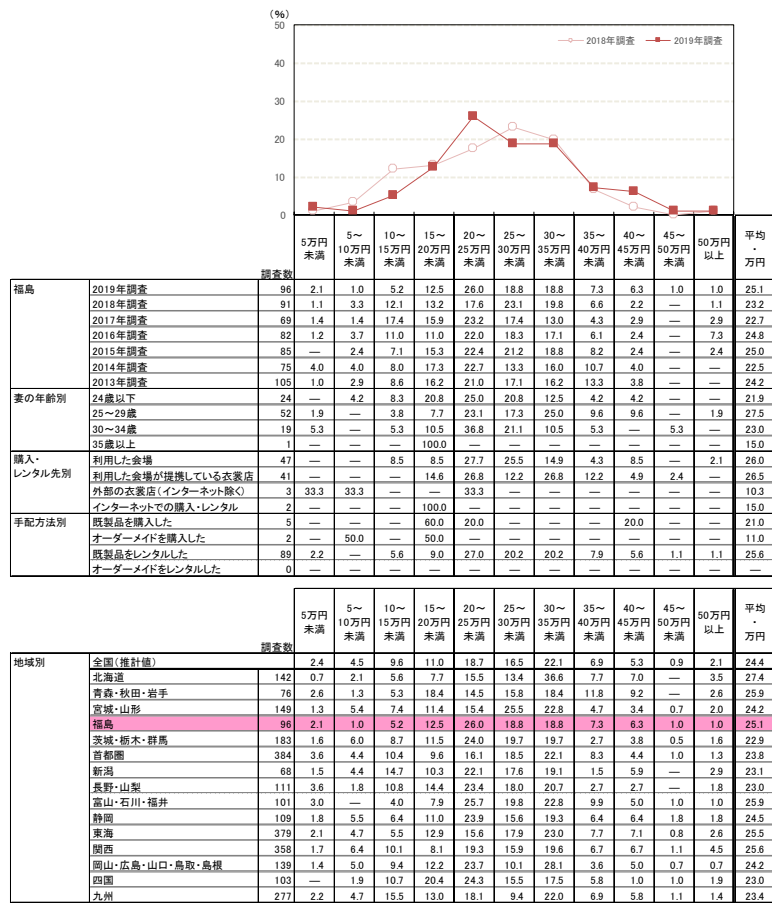 (%)
50
40
30
20
10
0
2018年調査 2019年調査
調査数 5万円未満 5～10万円未満 10～15万円未満 15～20万円未満 20～25万円未満 25～30万円未満 30～35万円未満 35～40万円未満 40～45万円未満 45～50万円未満 50万円以上 平均・万円
福島 2019年調査 96 2.1 1.0 5.2 12.5 26.0 18.8 18.8 7.3 6.3 1.0 1.0 25.1
2018年調査 91 1.1 3.3 12.1 13.2 17.6 23.1 19.8 6.6 2.2 — 1.1 23.2
2017年調査 69 1.4 1.4 17.4 15.9 23.2 17.4 13.0 4.3 2.9 — 2.9 22.7
2016年調査 82 1.2 3.7 11.0 11.0 22.0 18.3 17.1 6.1 2.4 — 7.3 24.8
2015年調査 85 — 2.4 7.1 15.3 22.4 21.2 18.8 8.2 2.4 — 2.4 25.0
2014年調査 75 4.0 4.0 8.0 17.3 22.7 13.3 16.0 10.7 4.0 — — 22.5
2013年調査 105 1.0 2.9 8.6 16.2 21.0 17.1 16.2 13.3 3.8 — — 24.2
妻の年齢別 24歳以下 24 — 4.2 8.3 20.8 25.0 20.8 12.5 4.2 4.2 — — 21.9
25～29歳 52 1.9 — 3.8 7.7 23.1 17.3 25.0 9.6 9.6 — 1.9 27.5
30～34歳 19 5.3 — 5.3 10.5 36.8 21.1 10.5 5.3 — 5.3 — 23.0
35歳以上 1 — — — 100.0 — — — — — — — 15.0
購入・レンタル先別 利用した会場 47 — — 8.5 8.5 27.7 25.5 14.9 4.3 8.5 — 2.1 26.0
利用した会場が提携している衣裳店 41 — — — 14.6 26.8 12.2 26.8 12.2 4.9 2.4 — 26.5
外部の衣裳店(インターネット除く) 3 33.3 33.3 — — 33.3 — — — — — — 10.3
インターネットでの購入・レンタル 2 — — — 100.0 — — — — — — — 15.0
手配方法別 既製品を購入した 5 — — — 60.0 20.0 — — — 20.0 — — 21.0
オーダーメイドを購入した 2 — 50.0 — 50.0 — — — — — — — 11.0
既製品をレンタルした 89 2.2 — 5.6 9.0 27.0 20.2 20.2 7.9 5.6 1.1 1.1 25.6
オーダーメイドをレンタルした 0 — — — — — — — — — — — —
調査数 5万円未満 5～10万円未満 10～15万円未満 15～20万円未満 20～25万円未満 25～30万円未満 30～35万円未満 35～40万円未満 40～45万円未満 45～50万円未満 50万円以上 平均・万円
地域別 全国(推計値) 2.4 4.5 9.6 11.0 18.7 16.5 22.1 6.9 5.3 0.9 2.1 24.4
北海道 142 0.7 2.1 5.6 7.7 15.5 13.4 36.6 7.7 7.0 — 3.5 27.4
青森・秋田・岩手 76 2.6 1.3 5.3 18.4 14.5 15.8 18.4 11.8 9.2 — 2.6 25.9
宮城・山形 149 1.3 5.4 7.4 11.4 15.4 25.5 22.8 4.7 3.4 0.7 2.0 24.2
福島 96 2.1 1.0 5.2 12.5 26.0 18.8 18.8 7.3 6.3 1.0 1.0 25.1
茨城・栃木・群馬 183 1.6 6.0 8.7 11.5 24.0 19.7 19.7 2.7 3.8 0.5 1.6 22.9
首都圏 384 3.6 4.4 10.4 9.6 16.1 18.5 22.1 8.3 4.4 1.0 1.3 23.8
新潟 68 1.5 4.4 14.7 10.3 22.1 17.6 19.1 1.5 5.9 — 2.9 23.1
長野・山梨 111 3.6 1.8 10.8 14.4 23.4 18.0 20.7 2.7 2.7 — 1.8 23.0
富山・石川・福井 101 3.0 — 4.0 7.9 25.7 19.8 22.8 9.9 5.0 1.0 1.0 25.9
静岡 109 1.8 5.5 6.4 11.0 23.9 15.6 19.3 6.4 6.4 1.8 1.8 24.5
東海 379 2.1 4.7 5.5 12.9 15.6 17.9 23.0 7.7 7.1 0.8 2.6 25.5
関西 358 1.7 6.4 10.1 8.1 19.3 15.9 19.6 6.7 6.7 1.1 4.5 25.6
岡山・広島・山口・鳥取・島根 139 1.4 5.0 9.4 12.2 23.7 10.1 28.1 3.6 5.0 0.7 0.7 24.2
四国 103 — 1.9 10.7 20.4 24.3 15.5 17.5 5.8 1.0 1.0 1.9 23.0
九州 277 2.2 4.7 15.5 13.0 18.1 9.4 22.0 6.9 5.8 1.1 1.4 23.4